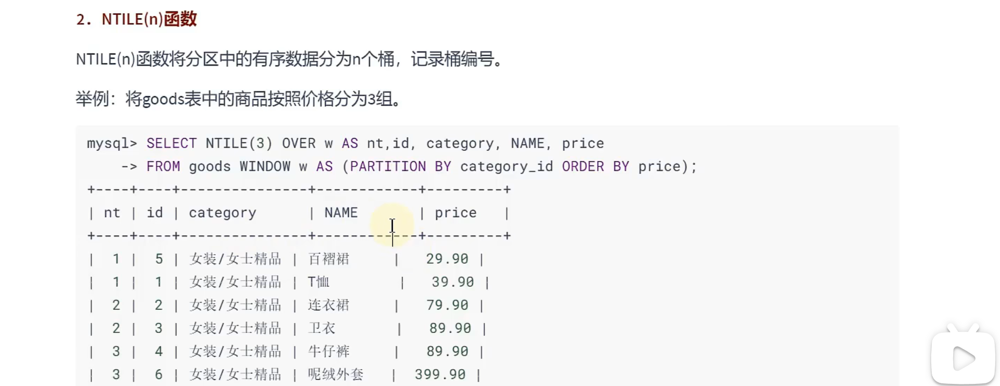 2. NTILE(n)函数
NTILE(n)函数将分区中的有序数据分为n个桶，记录桶编号。
举例：将goods表中的商品按照价格分为3组。
mysql> SELECT NTILE(3) OVER w AS nt,id, category, NAME, price
    -> FROM goods WINDOW w AS (PARTITION BY category_id ORDER BY price);
+----+----+---------------+------------+---------+
| nt | id | category      | NAME       | price   |
+----+----+---------------+------------+---------+
|  1 |  5 | 女装/女士精品 | 百褶裙     |   29.90 |
|  1 |  1 | 女装/女士精品 | T恤        |   39.90 |
|  2 |  2 | 女装/女士精品 | 连衣裙     |   79.90 |
|  2 |  3 | 女装/女士精品 | 卫衣       |   89.90 |
|  3 |  4 | 女装/女士精品 | 牛仔裤     |   89.90 |
|  3 |  6 | 女装/女士精品 | 呢绒外套   |  399.90 |